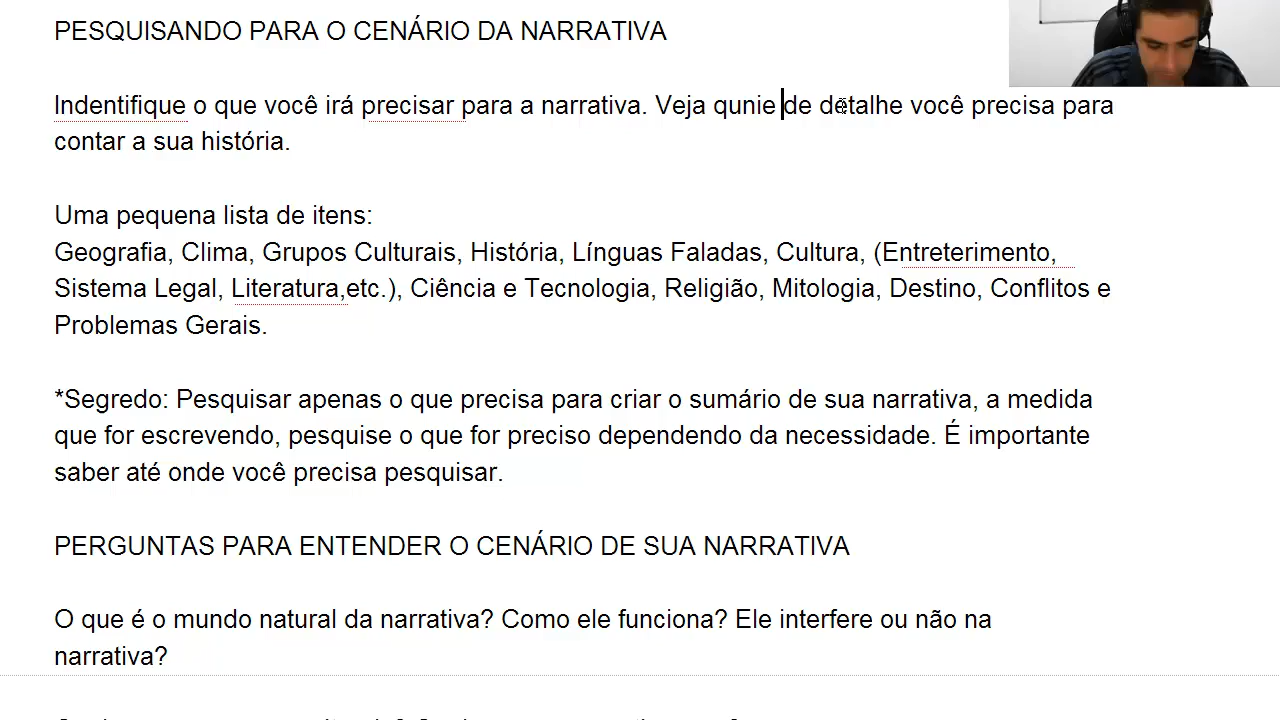 PESQUISANDO PARA O CENÁRIO DA NARRATIVA
Indentifique o que você irá precisar para a narrativa. Veja qunie de detalhe você precisa para
contar a sua história.
Uma pequena lista de itens:
Geografia, Clima, Grupos Culturais, História, Línguas Faladas, Cultura, (Entreterimento,
Sistema Legal, Literatura,etc.), Ciência e Tecnologia, Religião, Mitologia, Destino, Conflitos e
Problemas Gerais.
*Segredo: Pesquisar apenas o que precisa para criar o sumário de sua narrativa, a medida
que for escrevendo, pesquise o que for preciso dependendo da necessidade. É importante
saber até onde você precisa pesquisar.
PERGUNTAS PARA ENTENDER O CENÁRIO DE SUA NARRATIVA
O que é o mundo natural da narrativa? Como ele funciona? Ele interfere ou não na
narrativa?